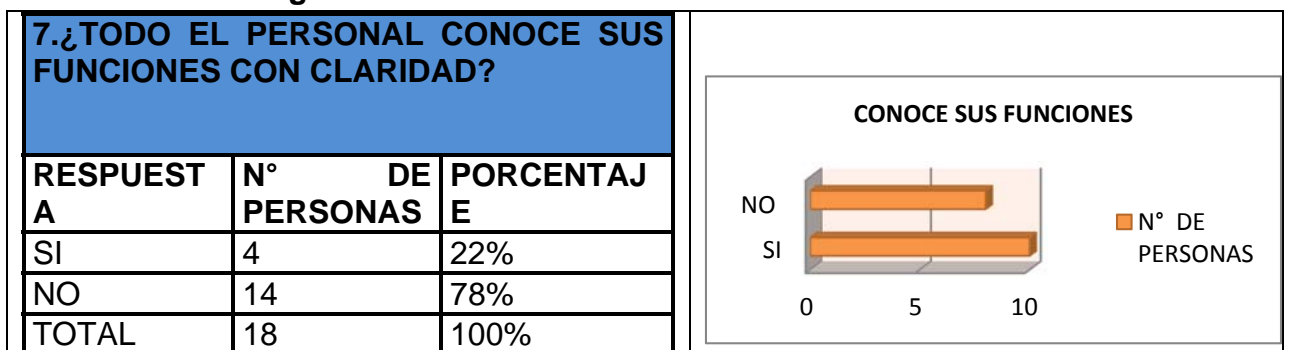 7.¿TODO EL PERSONAL CONOCE SUS
FUNCIONES CON CLARIDAD?
RESPUEST
A
N° DE
PERSONAS
PORCENTAJ
E
SI 4 22%
NO 14 78%
TOTAL 18 100%
CONOCE SUS FUNCIONES
NO
SI
0 5 10
N° DE
PERSONAS